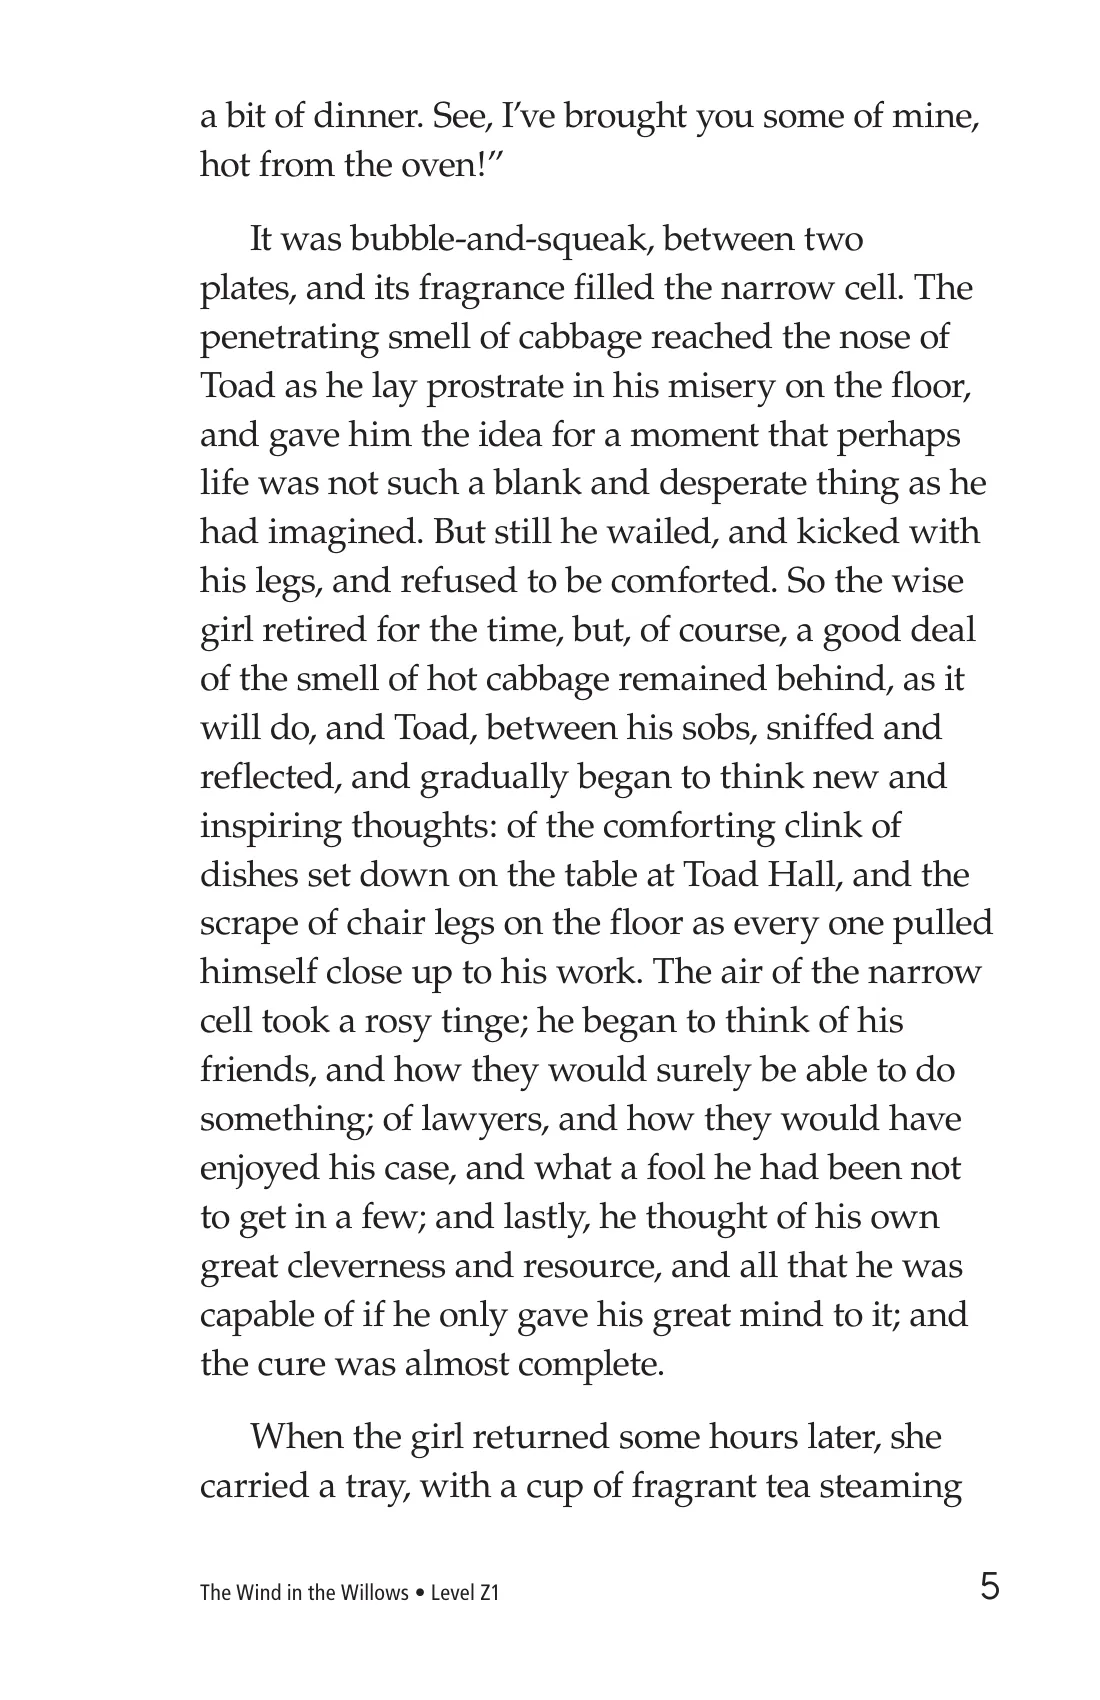 a bit of dinner. See, I’ve brought you some of mine,
hot from the oven!”
It was bubble-and-squeak, between two
plates, and its fragrance filled the narrow cell. The
penetrating smell of cabbage reached the nose of
Toad as he lay prostrate in his misery on the floor,
and gave him the idea for a moment that perhaps
life was not such a blank and desperate thing as he
had imagined. But still he wailed, and kicked with
his legs, and refused to be comforted. So the wise
girl retired for the time, but, of course, a good deal
of the smell of hot cabbage remained behind, as it
will do, and Toad, between his sobs, sniffed and
reflected, and gradually began to think new and
inspiring thoughts: of the comforting clink of
dishes set down on the table at Toad Hall, and the
scrape of chair legs on the floor as every one pulled
himself close up to his work. The air of the narrow
cell took a rosy tinge; he began to think of his
friends, and how they would surely be able to do
something; of lawyers, and how they would have
enjoyed his case, and what a fool he had been not
to get in a few; and lastly, he thought of his own
great cleverness and resource, and all that he was
capable of if he only gave his great mind to it; and
the cure was almost complete.
When the girl returned some hours later, she
carried a tray, with a cup of fragrant tea steaming
The Wind in the Willows • Level Z1 5